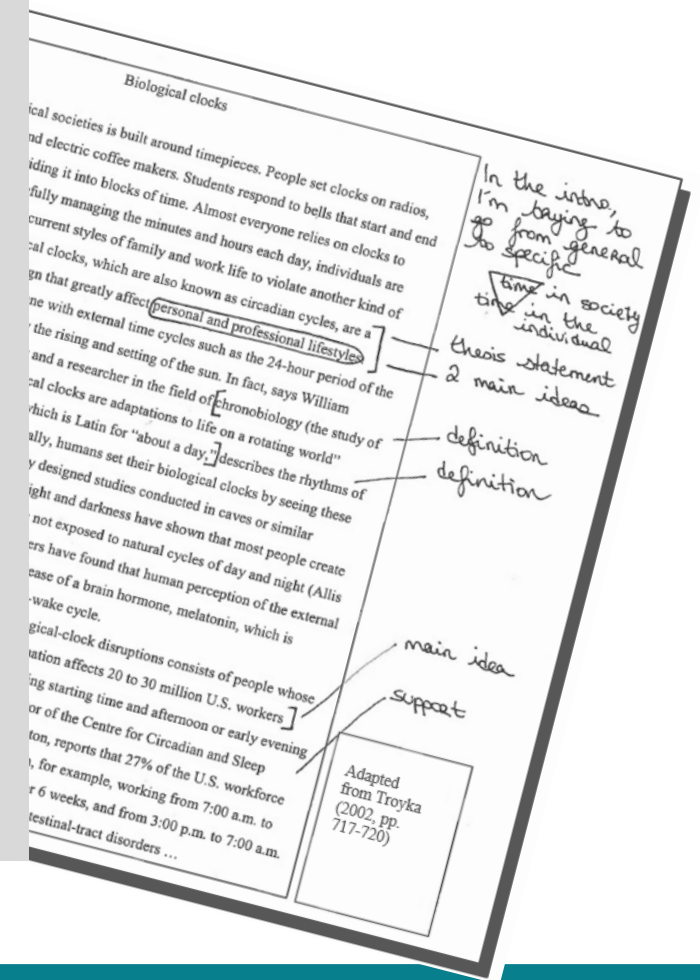 Biological clocks
ical societies is built around timepieces. People set clocks on radios,
nd electric coffee makers. Students respond to bells that start and end
iding it into blocks of time. Almost everyone relies on clocks to
fully managing the minutes and hours each day, individuals are
current styles of family and work life to violate another kind of
cal clocks, which are also known as circadian cycles, are a
gn that greatly affect personal and professional lifestyles
ne with external time cycles such as the 24-hour period of the
the rising and setting of the sun. In fact, says William
and a researcher in the field of chronobiology (the study of
cal clocks are adaptations to life on a rotating world”
which is Latin for “about a day,” describes the rhythms of
ally, humans set their biological clocks by seeing these
y designed studies conducted in caves or similar
ight and darkness have shown that most people create
not exposed to natural cycles of day and night (Allis
ers have found that human perception of the external
ease of a brain hormone, melatonin, which is
-wake cycle.
gical-clock disruptions consists of people whose
ation affects 20 to 30 million U.S. workers
ing starting time and afternoon or early evening
or of the Centre for Circadian and Sleep
ton, reports that 27% of the U.S. workforce
, for example, working from 7:00 a.m. to
r 6 weeks, and from 3:00 p.m. to 7:00 a.m.
testinal-tract disorders …
In the intro,
I'm trying to
go from general
to specific
time in society
time in the
individual
thesis statement
2 main ideas
definition
definition
main idea
support
Adapted
from Troyka
(2002, pp.
717-720)